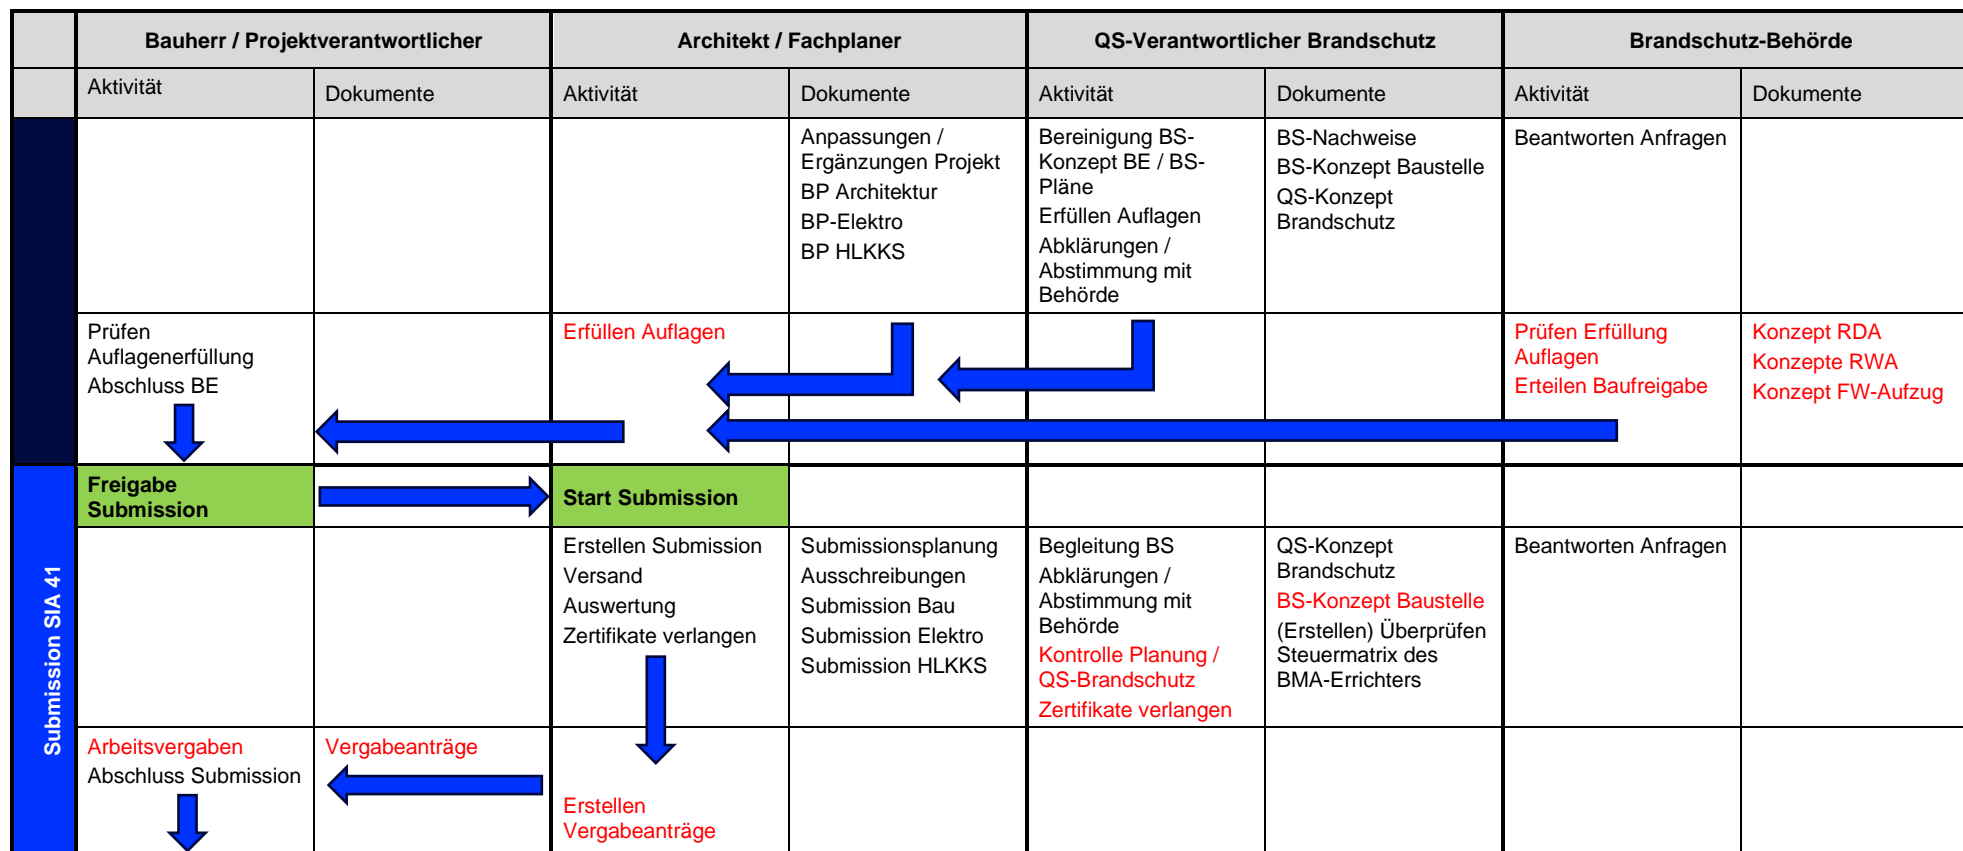 Bauherr / Projektverantwortlicher
Architekt / Fachplaner
QS-Verantwortlicher Brandschutz
Brandschutz-Behörde
Aktivität
Dokumente
Aktivität
Dokumente
Aktivität
Dokumente
Aktivität
Dokumente
Anpassungen /
Ergänzungen Projekt
BP Architektur
BP-Elektro
BP HLKKS
Bereinigung BS-
Konzept BE / BS-
Pläne
Erfüllen Auflagen
Abklärungen /
Abstimmung mit
Behörde
BS-Nachweise
BS-Konzept Baustelle
QS-Konzept
Brandschutz
Beantworten Anfragen
Prüfen
Auflagenerfüllung
Abschluss BE
Erfüllen Auflagen
Prüfen Erfüllung
Auflagen
Erteilen Baufreigabe
Konzept RDA
Konzepte RWA
Konzept FW-Aufzug
Submission SIA 41
Freigabe
Submission
Start Submission
Erstellen Submission
Versand
Auswertung
Zertifikate verlangen
Submissionsplanung
Ausschreibungen
Submission Bau
Submission Elektro
Submission HLKKS
Begleitung BS
Abklärungen /
Abstimmung mit
Behörde
Kontrolle Planung /
QS-Brandschutz
Zertifikate verlangen
QS-Konzept
Brandschutz
BS-Konzept Baustelle
(Erstellen) Überprüfen
Steuermatrix des
BMA-Errichters
Beantworten Anfragen
Arbeitsvergaben
Abschluss Submission
Vergabeanträge
Erstellen
Vergabeanträge